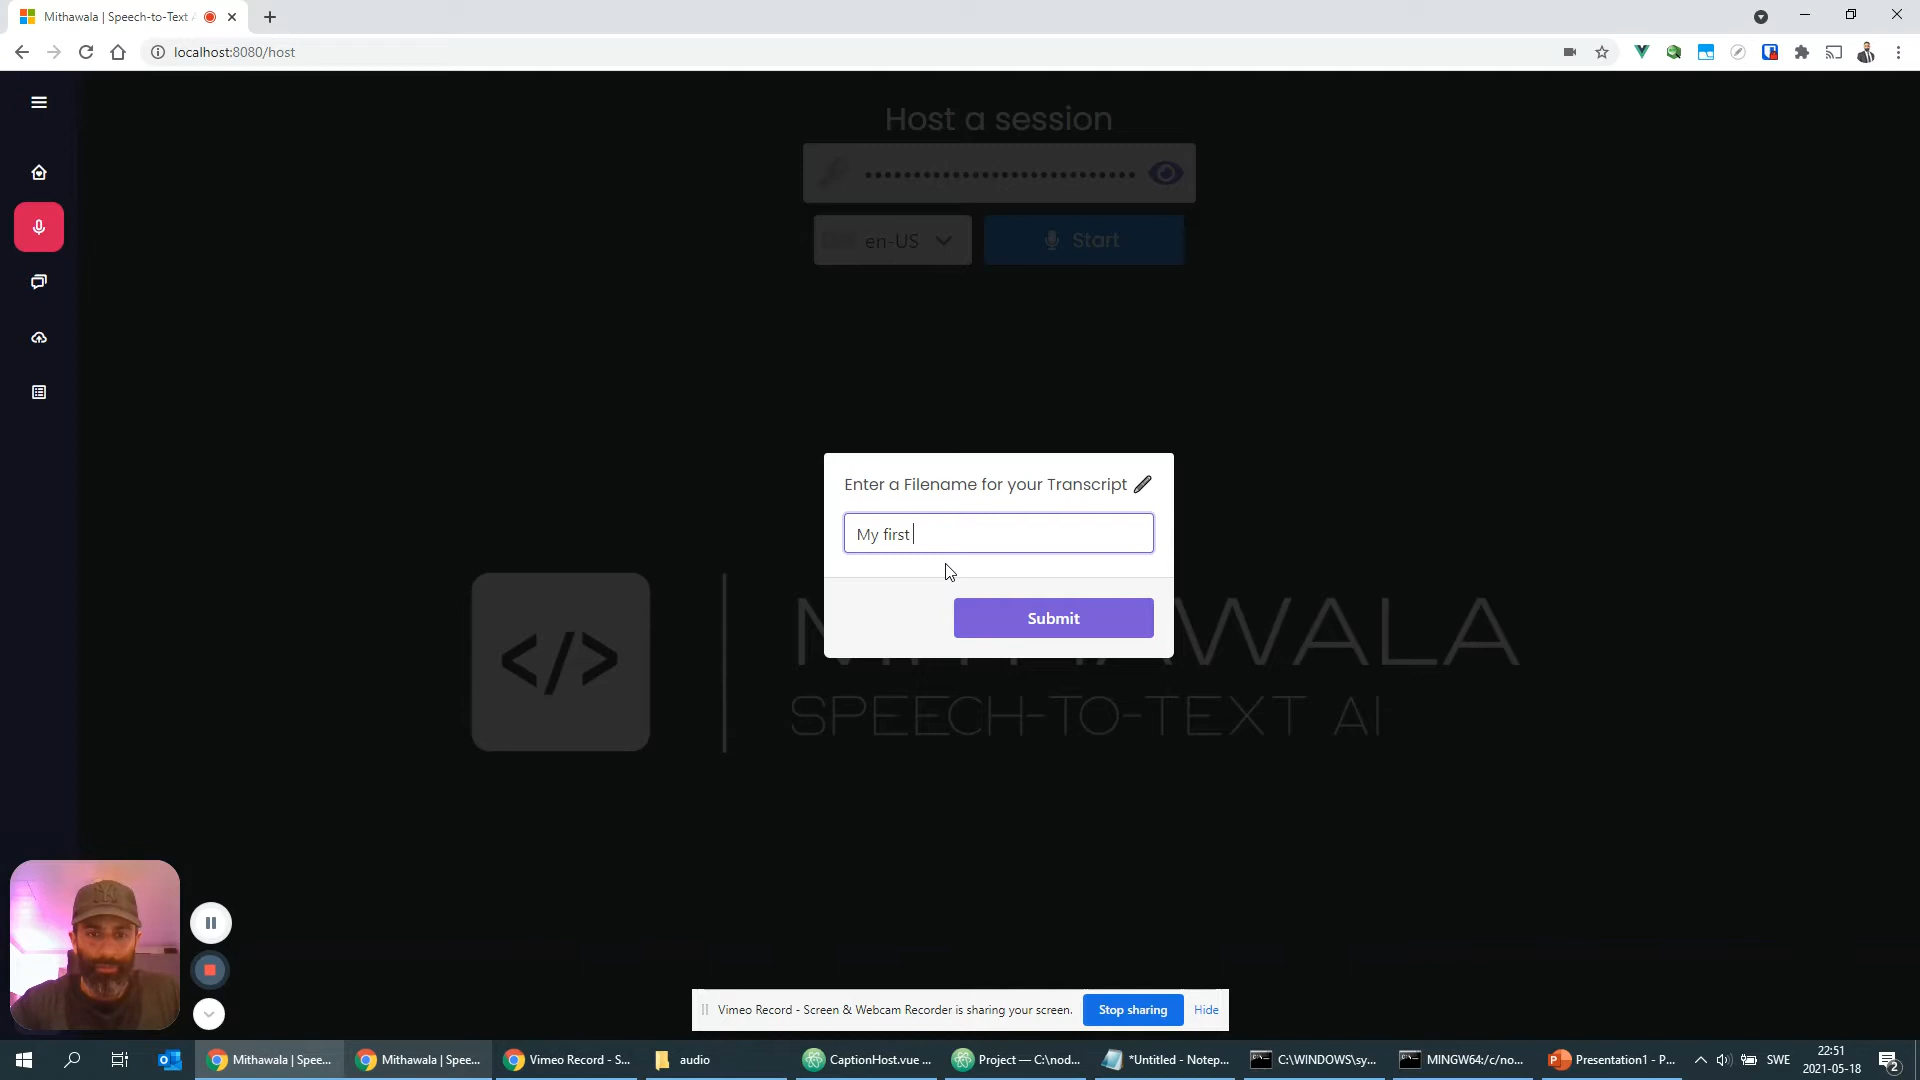 Mithawala | Speech-to-Text
localhost:8080/host
Host a session
en-US
Start
Enter a Filename for your Transcript
My first
Submit
MITHAWALA
SPEECH-TO-TEXT AI
Vimeo Record - Screen & Webcam Recorder is sharing your screen.
Stop sharing
Hide
Mithawala | Spee...
Mithawala | Spee...
Vimeo Record - S...
audio
CaptionHost.vue ...
Project — C:\nod...
*Untitled - Notep...
C:\WINDOWS\sy...
MINGW64:/c/no...
Presentation1 - P...
SWE
22:51
2021-05-18
2